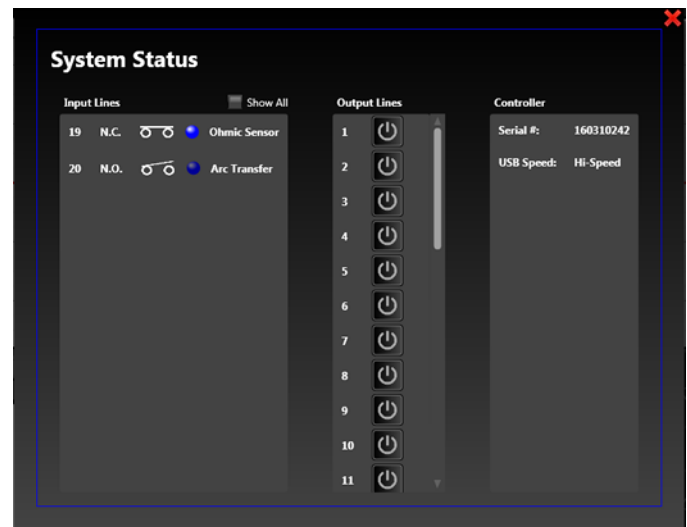 System Status
Input Lines
Show All
19 N.C. Ohmic Sensor
20 N.O. Arc Transfer
Output Lines
1
2
3
4
5
6
7
8
9
10
11
Controller
Serial #: 160310242
USB Speed: Hi-Speed